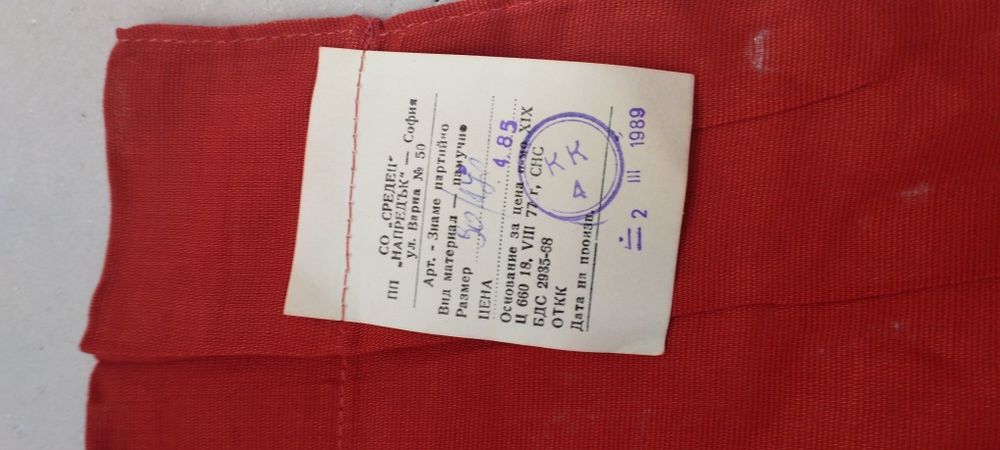 СО „СРЕДЕЦ“
ПП „НАПРЕДЪК“ — София
ул. Варна № 50
Арт. - Знаме партийно
Вид материал — памучно
Размер
ЦЕНА 4.85
Основание за цена п-мо XIX
Ц 660 18, VIII 77 г, СНС
БДС 2935-68
ОТКК
Дата на произв.
2 III 1989